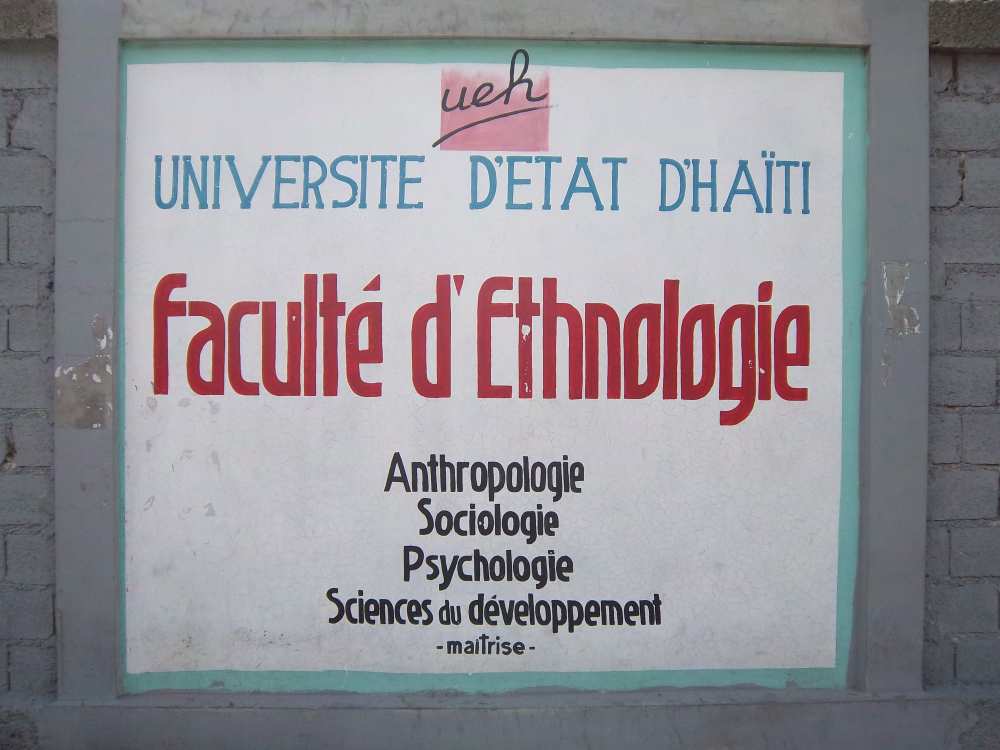 ueh
UNIVERSITE D'ETAT D'HAÏTI
faculté d'Ethnologie
Anthropologie
Sociologie
Psychologie
Sciences du développement
- maîtrise -